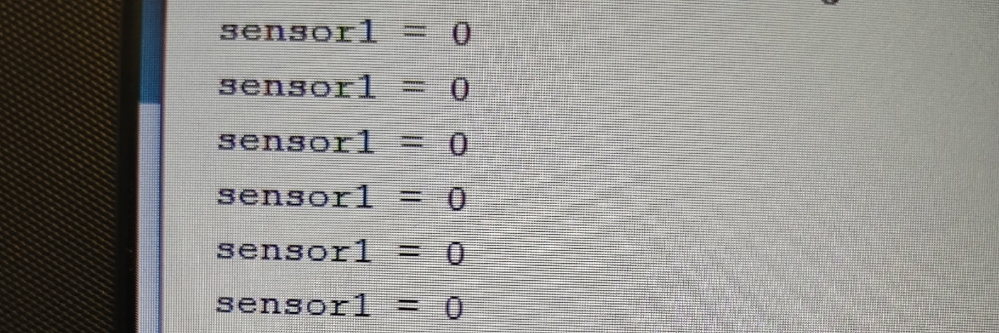 sensor1 = 0
sensor1 = 0
sensor1 = 0
sensor1 = 0
sensor1 = 0
sensor1 = 0